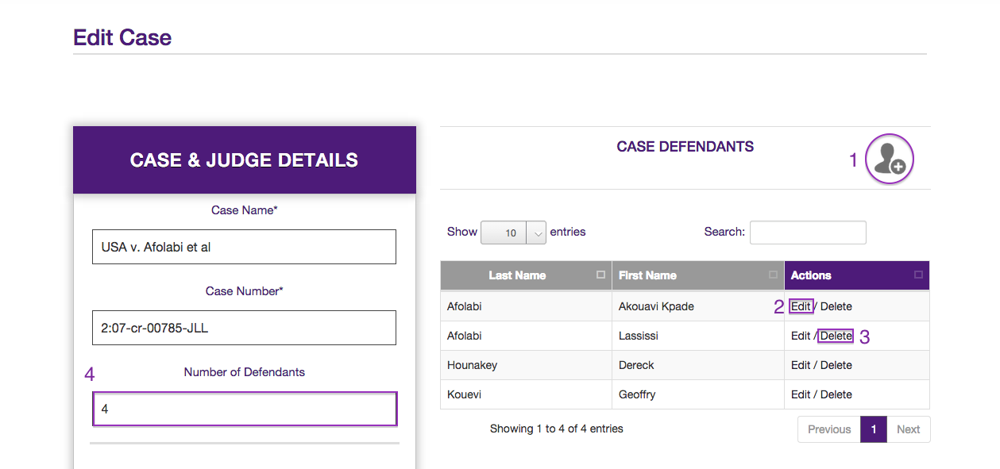 Edit Case
CASE & JUDGE DETAILS
Case Name*
USA v. Afolabi et al
Case Number*
2:07-cr-00785-JLL
4 Number of Defendants
4
CASE DEFENDANTS 1
Show 10 entries Search:
Last Name First Name Actions
Afolabi Akouavi Kpade 2 Edit / Delete
Afolabi Lassissi Edit / Delete 3
Hounakey Dereck Edit / Delete
Kouevi Geoffry Edit / Delete
Showing 1 to 4 of 4 entries Previous 1 Next